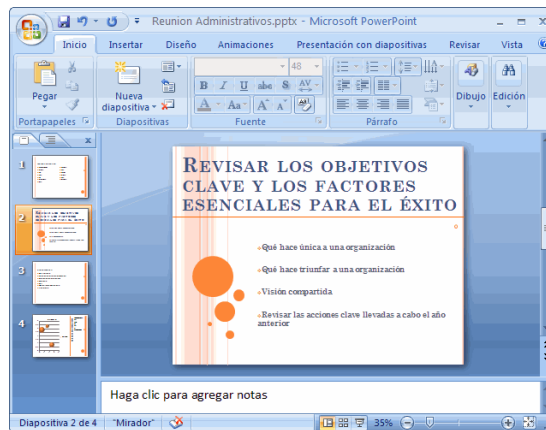 Reunion Administrativos.pptx - Microsoft PowerPoint
Inicio Insertar Diseño Animaciones Presentación con diapositivas Revisar Vista
Pegar
Nueva diapositiva
48
N K S abe S AV
A Aa A A
Dibujo Edición
Portapapeles Diapositivas Fuente Párrafo
1
2
3
4
REVISAR LOS OBJETIVOS
CLAVE Y LOS FACTORES
ESENCIALES PARA EL ÉXITO
Qué hace única a una organización
Qué hace triunfar a una organización
Visión compartida
Revisar las acciones clave llevadas a cabo el año
anterior
Haga clic para agregar notas
Diapositiva 2 de 4 "Mirador" 35%